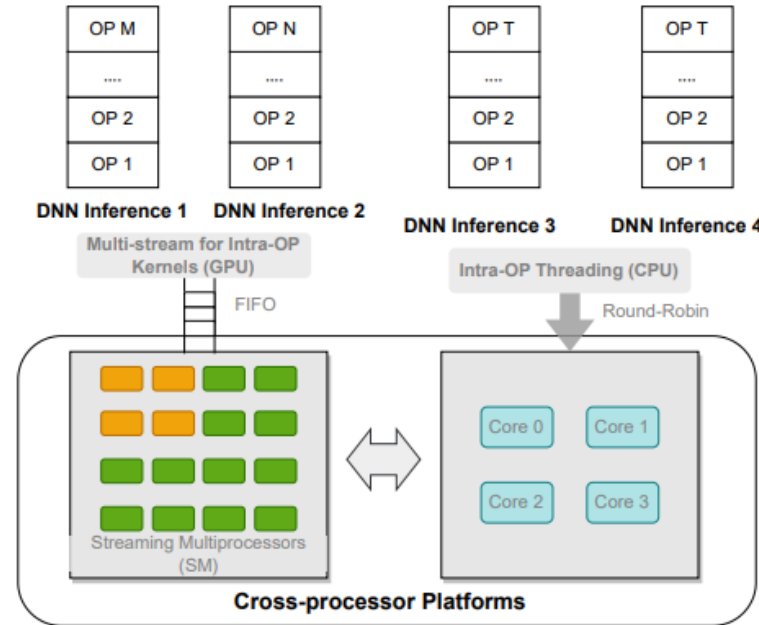 OP M
....
OP 2
OP 1
OP N
....
OP 2
OP 1
OP T
....
OP 2
OP 1
OP T
....
OP 2
OP 1
DNN Inference 1
DNN Inference 2
DNN Inference 3
DNN Inference 4
Multi-stream for Intra-OP
Kernels (GPU)
FIFO
Intra-OP Threading (CPU)
Round-Robin
Streaming Multiprocessors
(SM)
Core 0
Core 1
Core 2
Core 3
Cross-processor Platforms